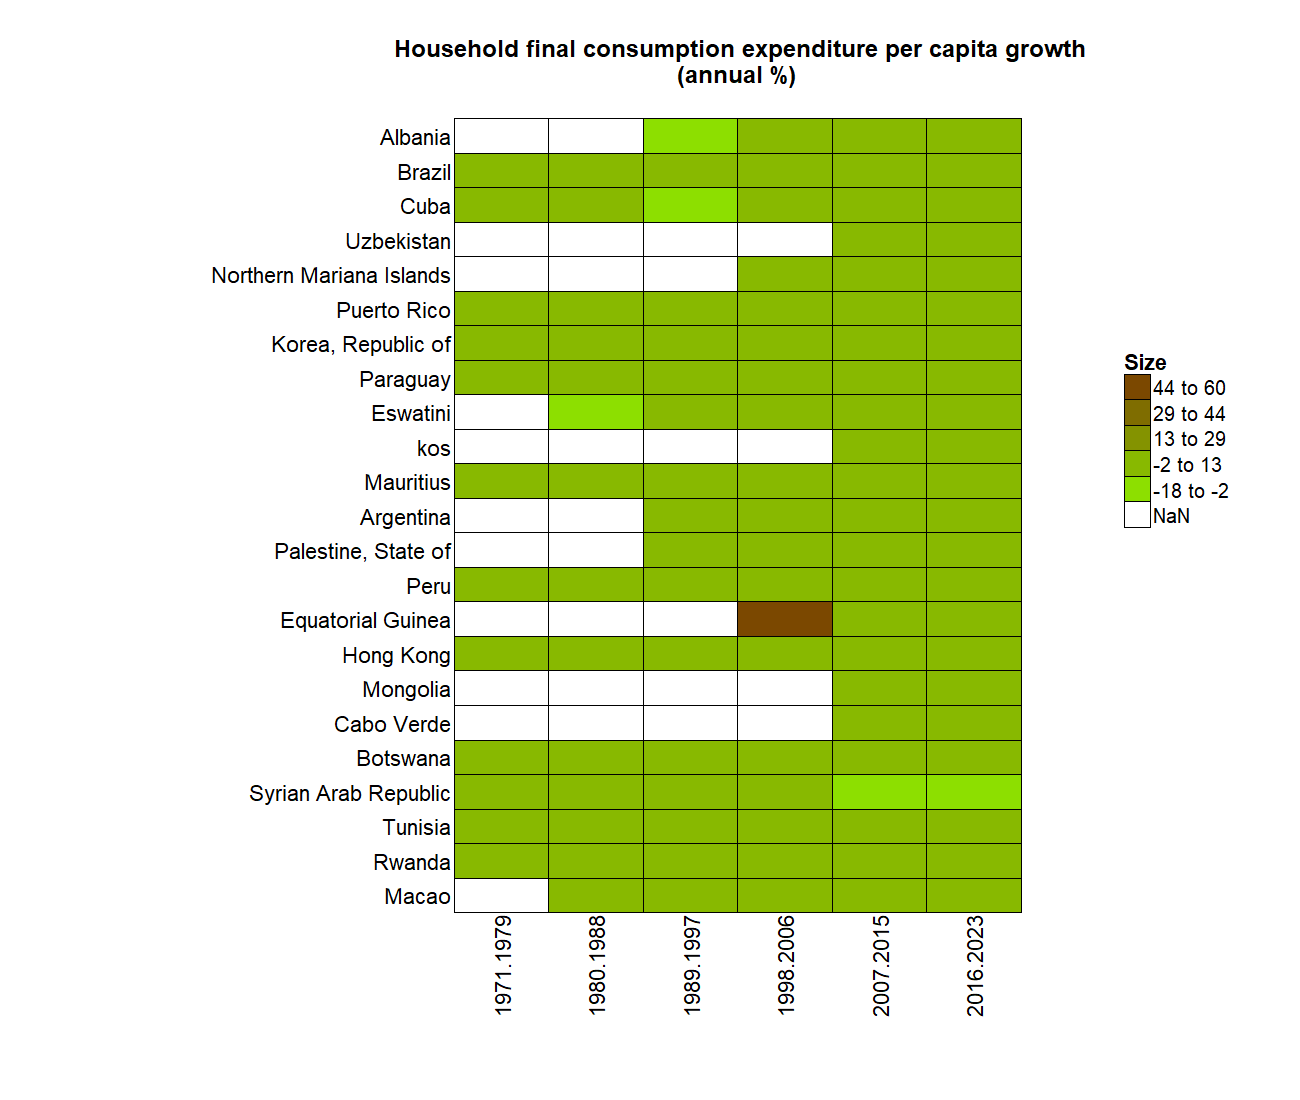 Household final consumption expenditure per capita growth
(annual %)
Albania
Brazil
Cuba
Uzbekistan
Northern Mariana Islands
Puerto Rico
Korea, Republic of
Paraguay
Eswatini
kos
Mauritius
Argentina
Palestine, State of
Peru
Equatorial Guinea
Hong Kong
Mongolia
Cabo Verde
Botswana
Syrian Arab Republic
Tunisia
Rwanda
Macao
1971.1979
1980.1988
1989.1997
1998.2006
2007.2015
2016.2023
Size
44 to 60
29 to 44
13 to 29
-2 to 13
-18 to -2
NaN